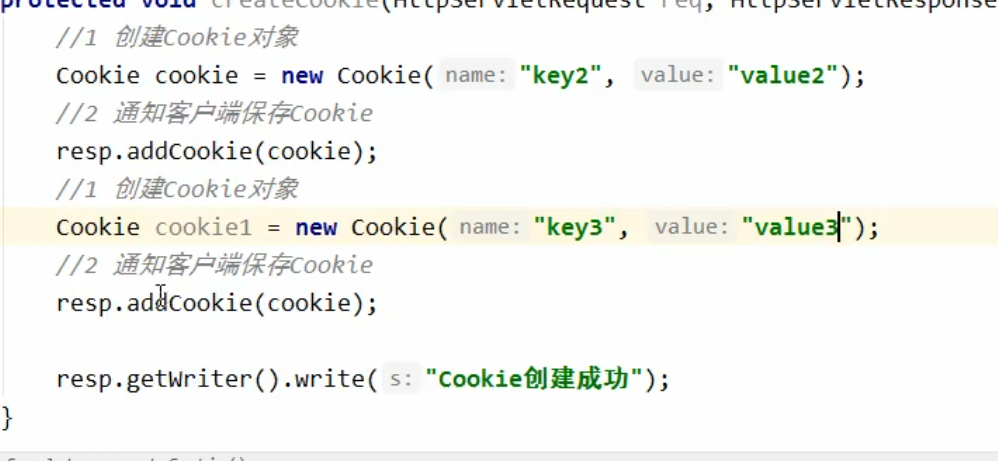 protected void createCookie(HttpServletRequest req, HttpServletResponse
//1 创建Cookie对象
Cookie cookie = new Cookie( name: "key2", value: "value2");
//2 通知客户端保存Cookie
resp.addCookie(cookie);
//1 创建Cookie对象
Cookie cookie1 = new Cookie( name: "key3", value: "value3");
//2 通知客户端保存Cookie
resp.addCookie(cookie);
resp.getWriter().write( s: "Cookie创建成功");
}